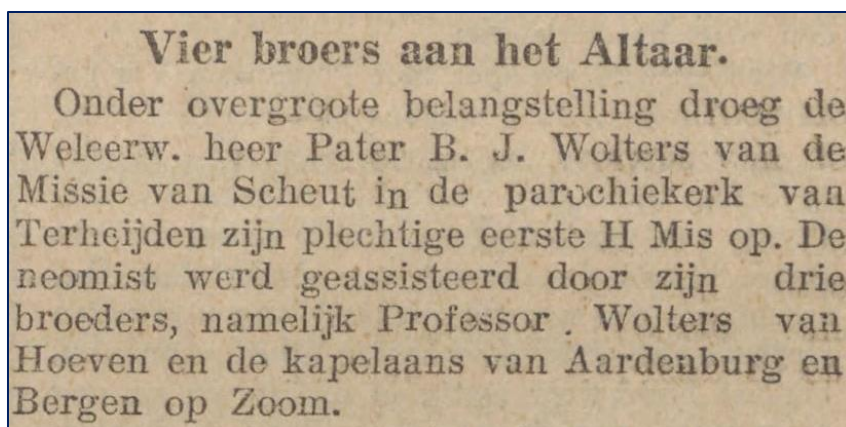 Vier broers aan het Altaar.
Onder overgroote belangstelling droeg de
Weleerw. heer Pater B. J. Wolters van de
Missie van Scheut in de parochiekerk van
Terheijden zijn plechtige eerste H Mis op. De
neomist werd geassisteerd door zijn drie
broeders, namelijk Professor . Wolters van
Hoeven en de kapelaans van Aardenburg en
Bergen op Zoom.